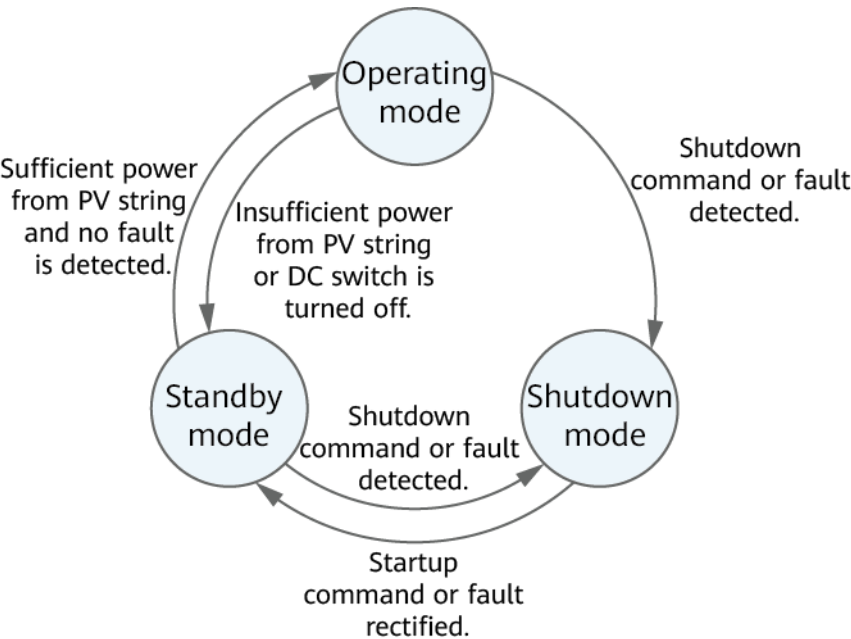 Operating
mode
Sufficient power
from PV string
and no fault
is detected.
Insufficient power
from PV string
or DC switch is
turned off.
Shutdown
command or fault
detected.
Standby
mode
Shutdown
command or fault
detected.
Shutdown
mode
Startup
command or fault
rectified.